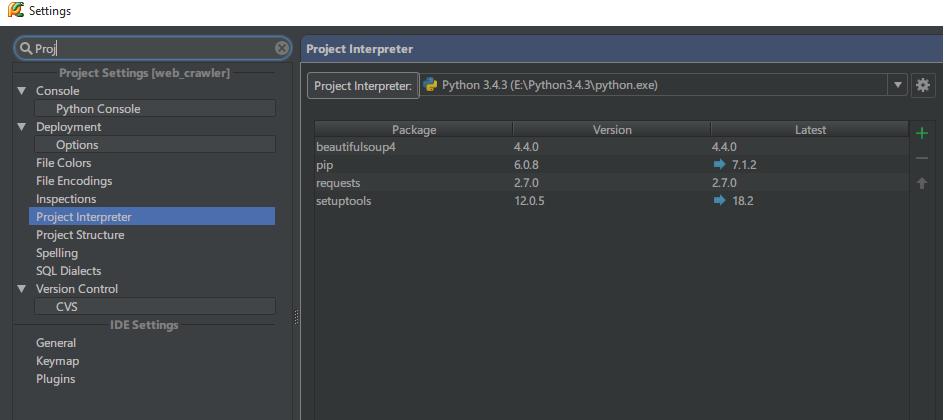 Settings
Proj
Project Settings [web_crawler]
Console
Python Console
Deployment
Options
File Colors
File Encodings
Inspections
Project Interpreter
Project Structure
Spelling
SQL Dialects
Version Control
CVS
IDE Settings
General
Keymap
Plugins
Project Interpreter
Project Interpreter: Python 3.4.3 (E:\Python3.4.3\python.exe)
Package Version Latest
beautifulsoup4 4.4.0 4.4.0
pip 6.0.8 7.1.2
requests 2.7.0 2.7.0
setuptools 12.0.5 18.2